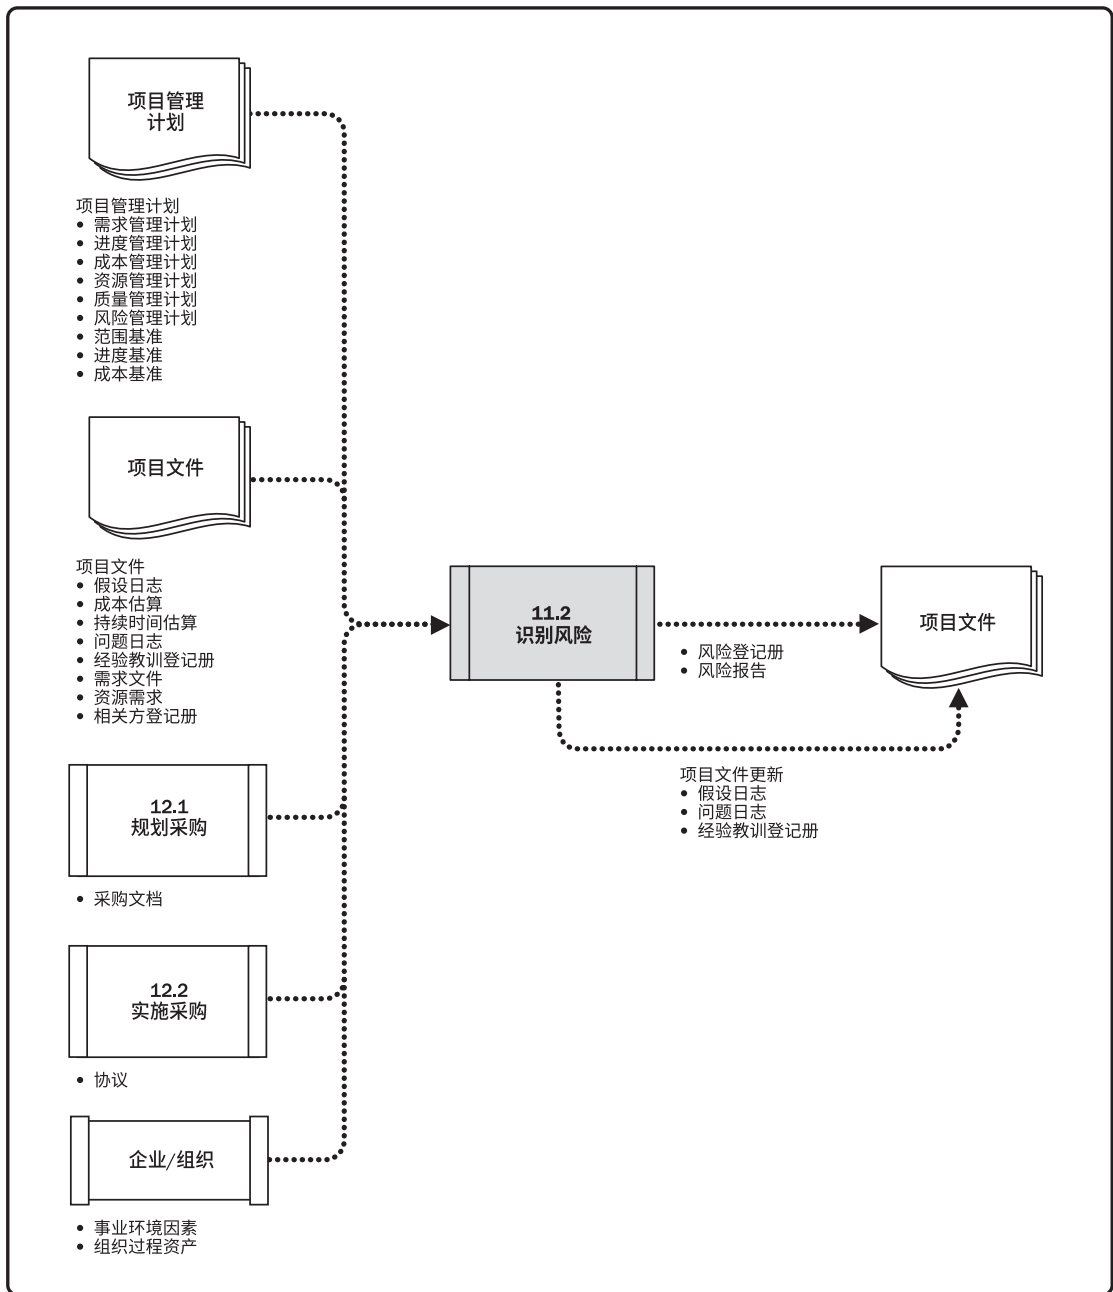 项目管理
计划
项目管理计划
• 需求管理计划
• 进度管理计划
• 成本管理计划
• 资源管理计划
• 质量管理计划
• 风险管理计划
• 范围基准
• 进度基准
• 成本基准
项目文件
项目文件
• 假设日志
• 成本估算
• 持续时间估算
• 问题日志
• 经验教训登记册
• 需求文件
• 资源需求
• 相关方登记册
12.1
规划采购
• 采购文档
12.2
实施采购
• 协议
企业/组织
• 事业环境因素
• 组织过程资产
11.2
识别风险
• 风险登记册
• 风险报告
项目文件
项目文件更新
• 假设日志
• 问题日志
• 经验教训登记册